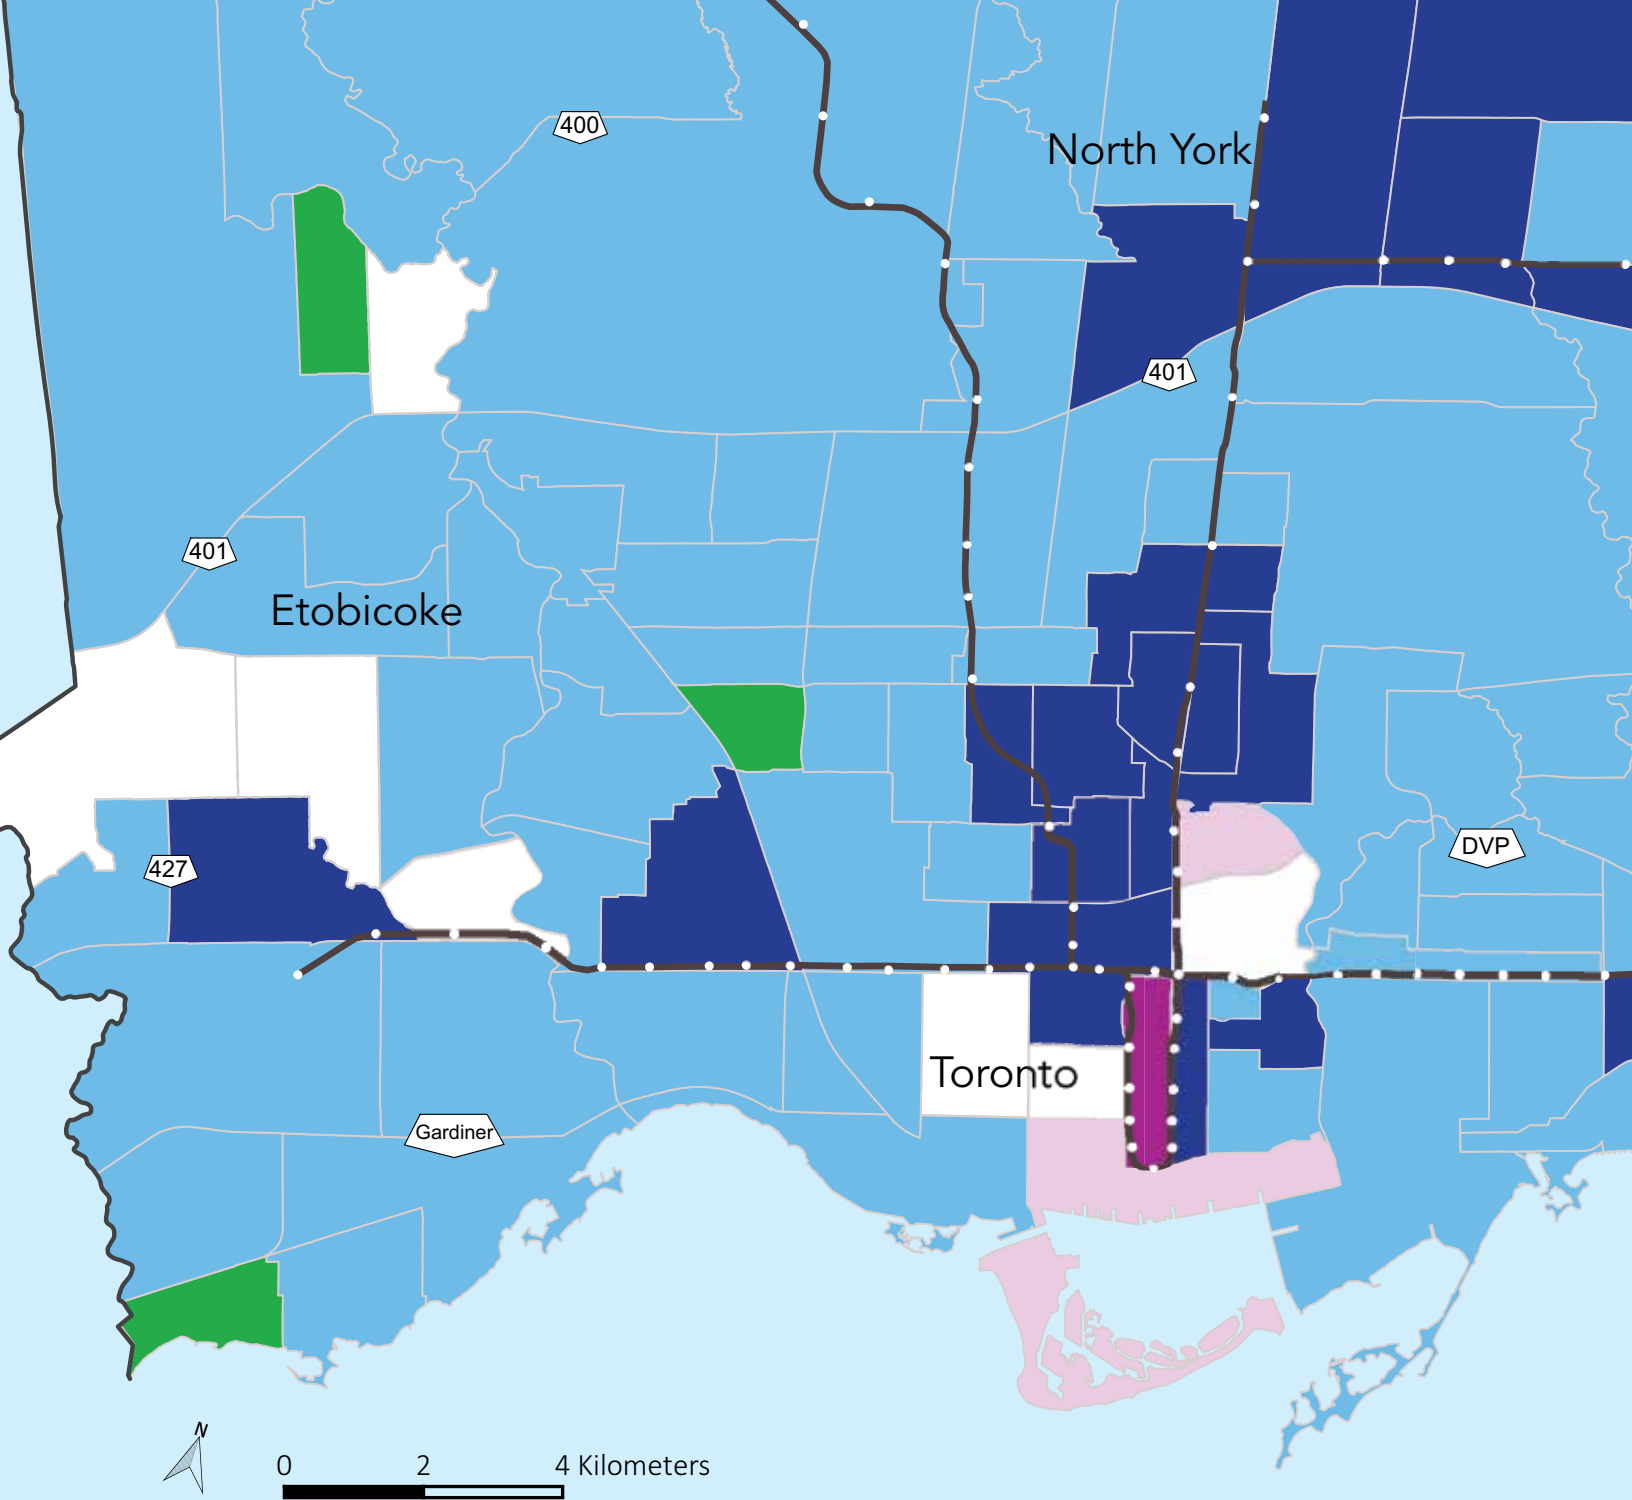 400
North York
401
401
Etobicoke
DVP
427
Toronto
Gardiner
N
0 2 4 Kilometers